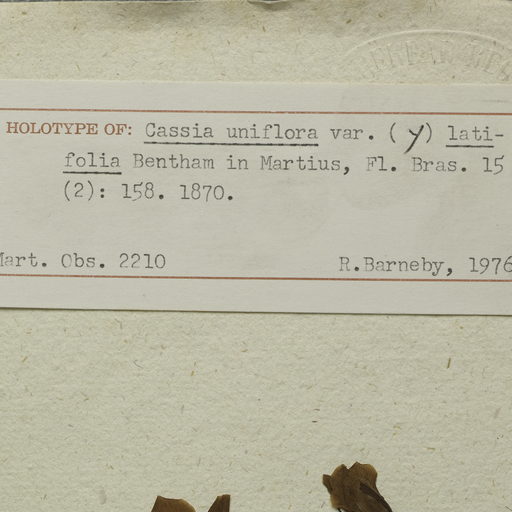 HOLOTYPE OF: Cassia uniflora var. (γ) lati-
folia Bentham in Martius, Fl. Bras. 15
(2): 158. 1870.
Mart. Obs. 2210 R.Barneby, 1976